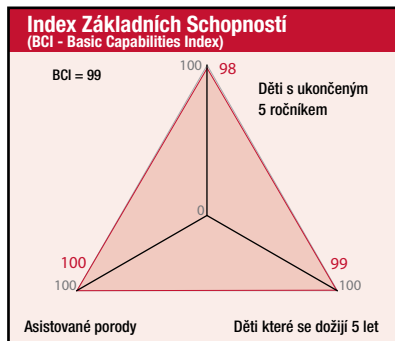 Index Základních Schopností
(BCI - Basic Capabilities Index)
BCI = 99
100
98
Děti s ukončeným
5 ročníkem
0
100
100
99
100
Asistované porody
Děti které se dožijí 5 let